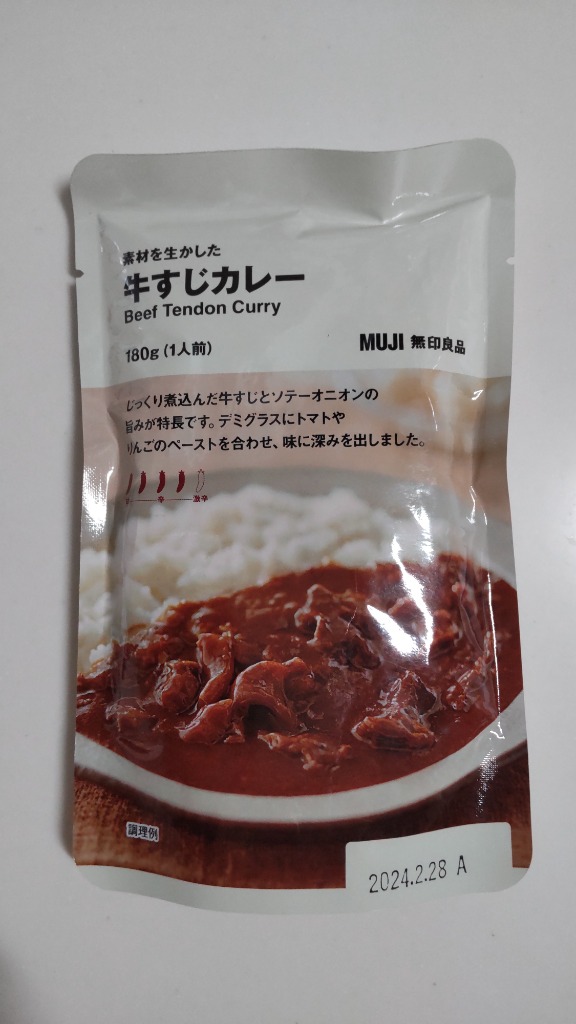 素材を生かした
牛すじカレー
Beef Tendon Curry
180g（1人前）
MUJI 無印良品
じっくり煮込んだ牛すじとソテーオニオンの
旨みが特長です。デミグラスにトマトや
りんごのペーストを合わせ、味に深みを出しました。
辛 激辛
調理例
2024.2.28 A